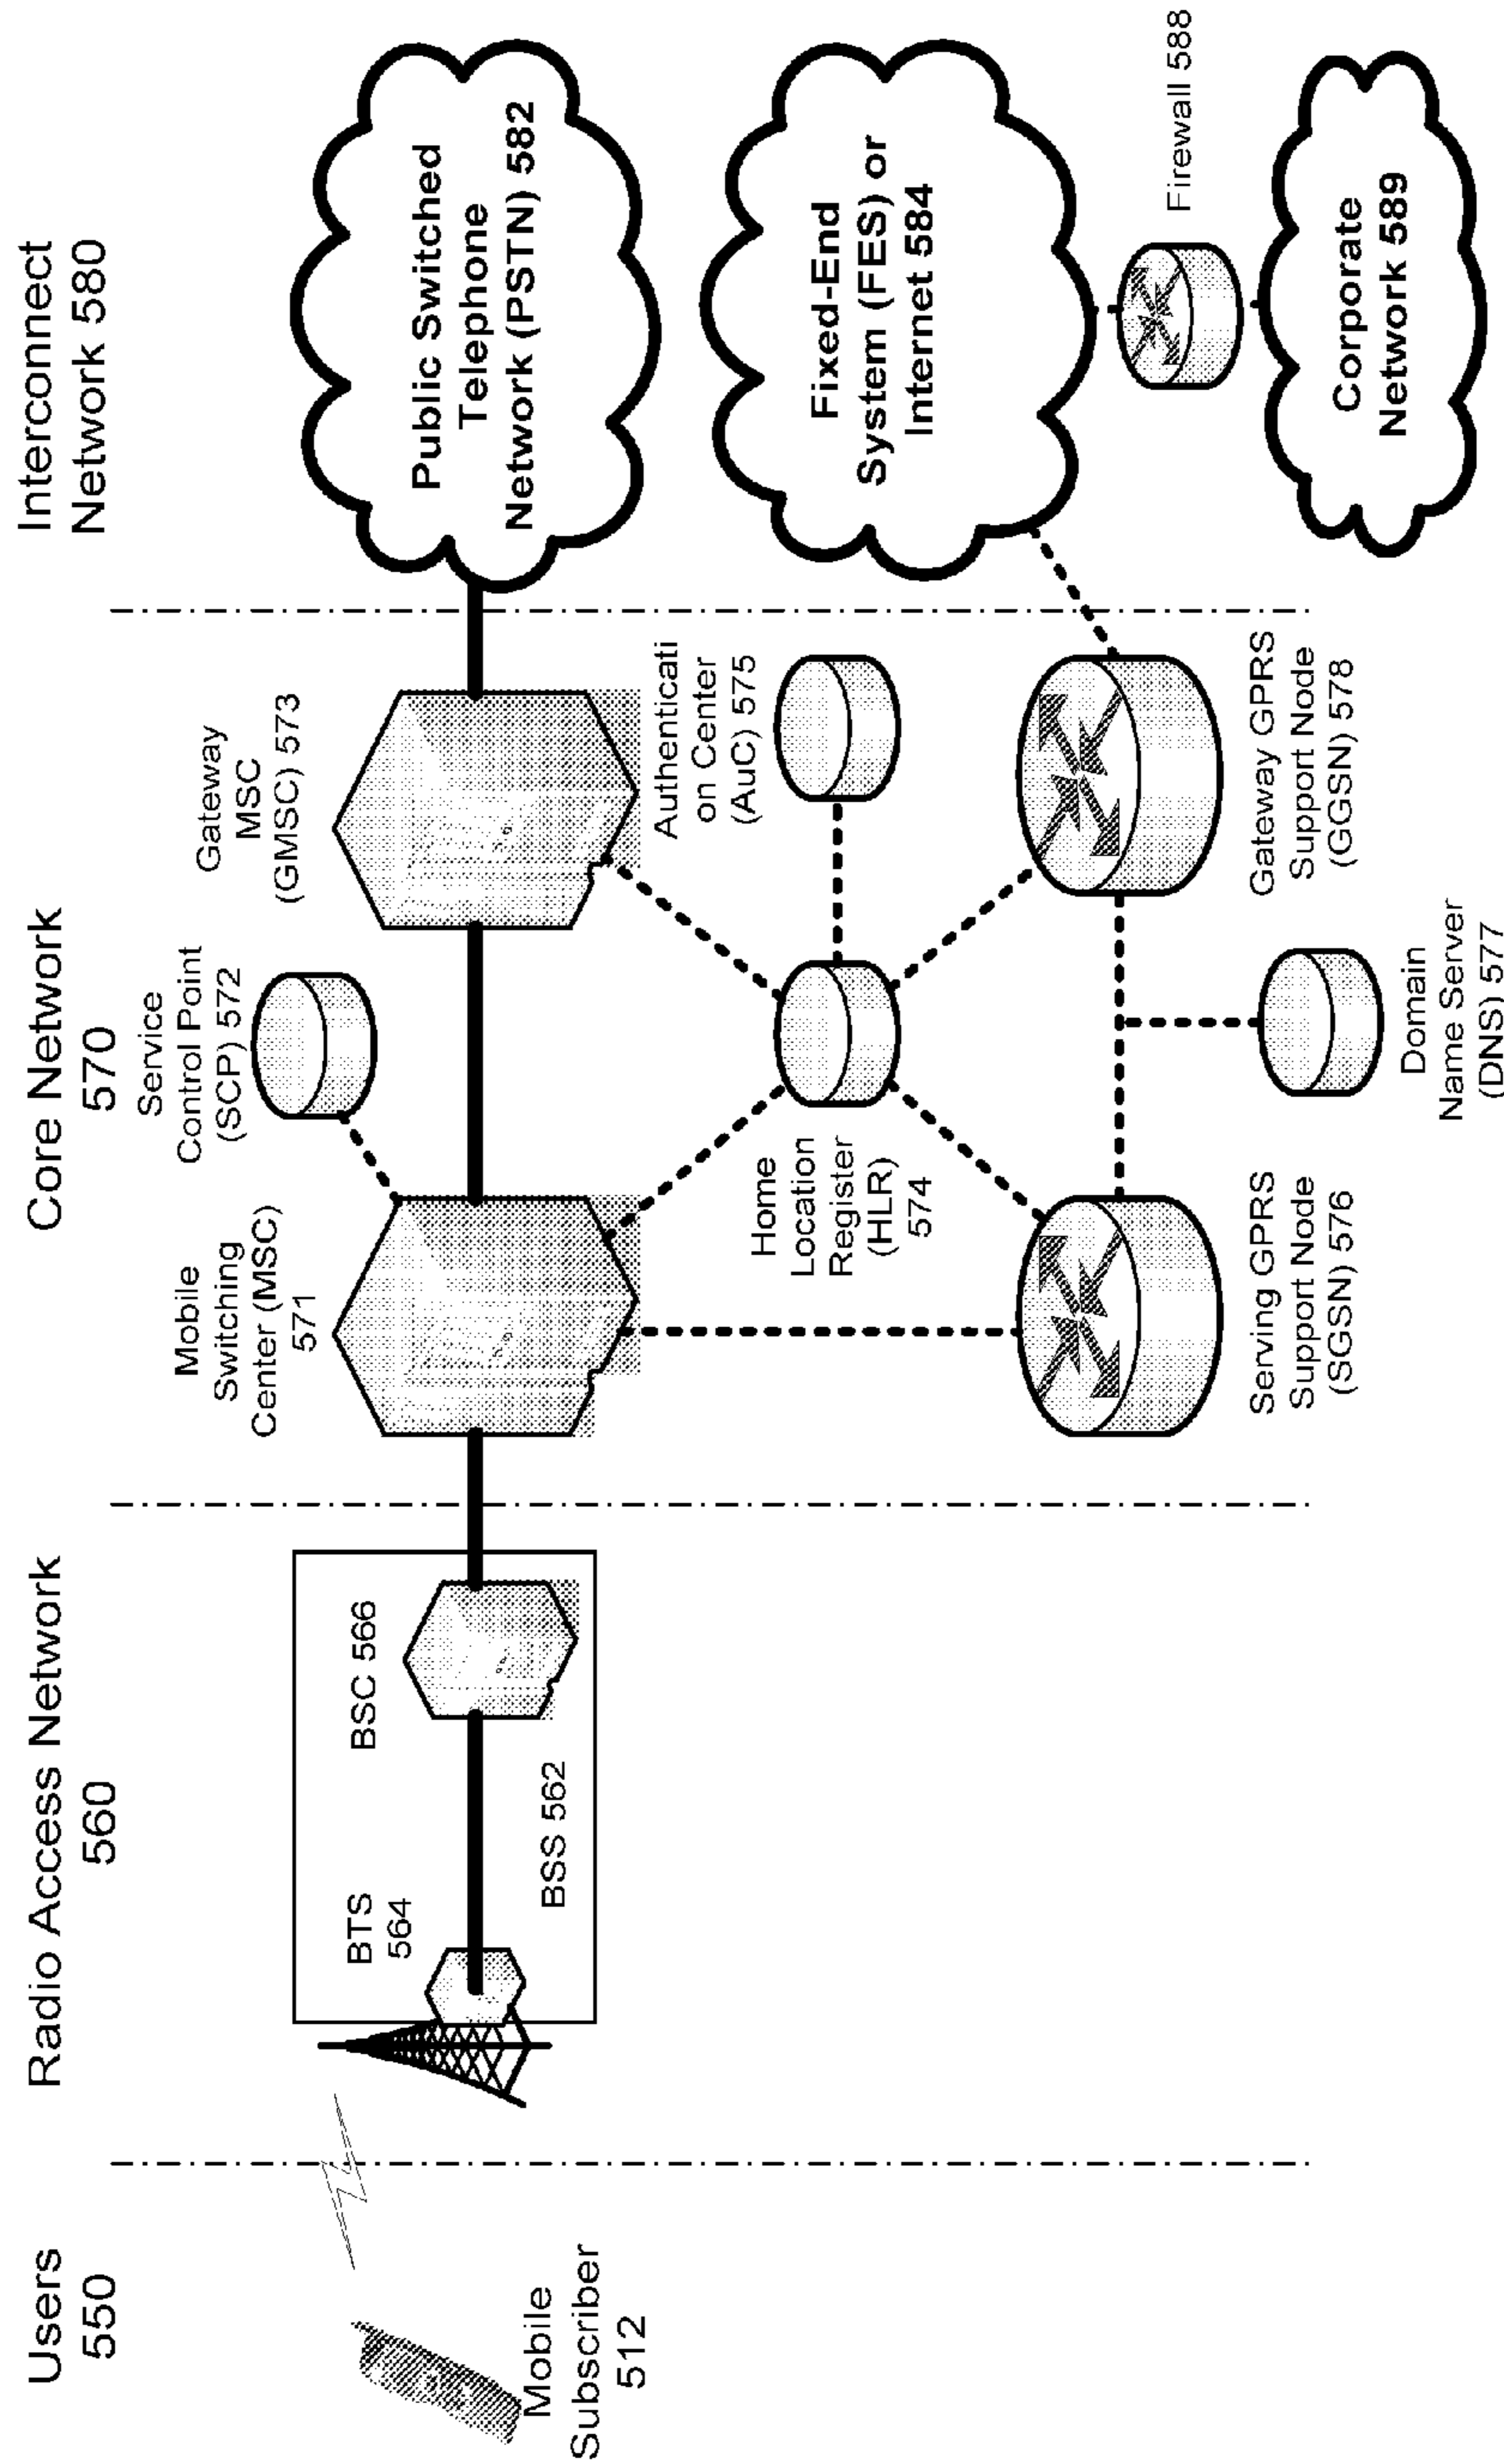 Users
550
Radio Access Network
560
Core Network
570
Interconnect
Network 580
Mobile
Subscriber
512
BTS
564
BSC 566
BSS 562
Mobile
Switching
Center (MSC)
571
Service
Control Point
(SCP) 572
Gateway
MSC
(GMSC) 573
Public Switched
Telephone
Network (PSTN) 582
Home
Location
Register
(HLR)
574
Authenticati
on Center
(AuC) 575
Fixed-End
System (FES) or
Internet 584
Serving GPRS
Support Node
(SGSN) 576
Domain
Name Server
(DNS) 577
Gateway GPRS
Support Node
(GGSN) 578
Firewall 588
Corporate
Network 589